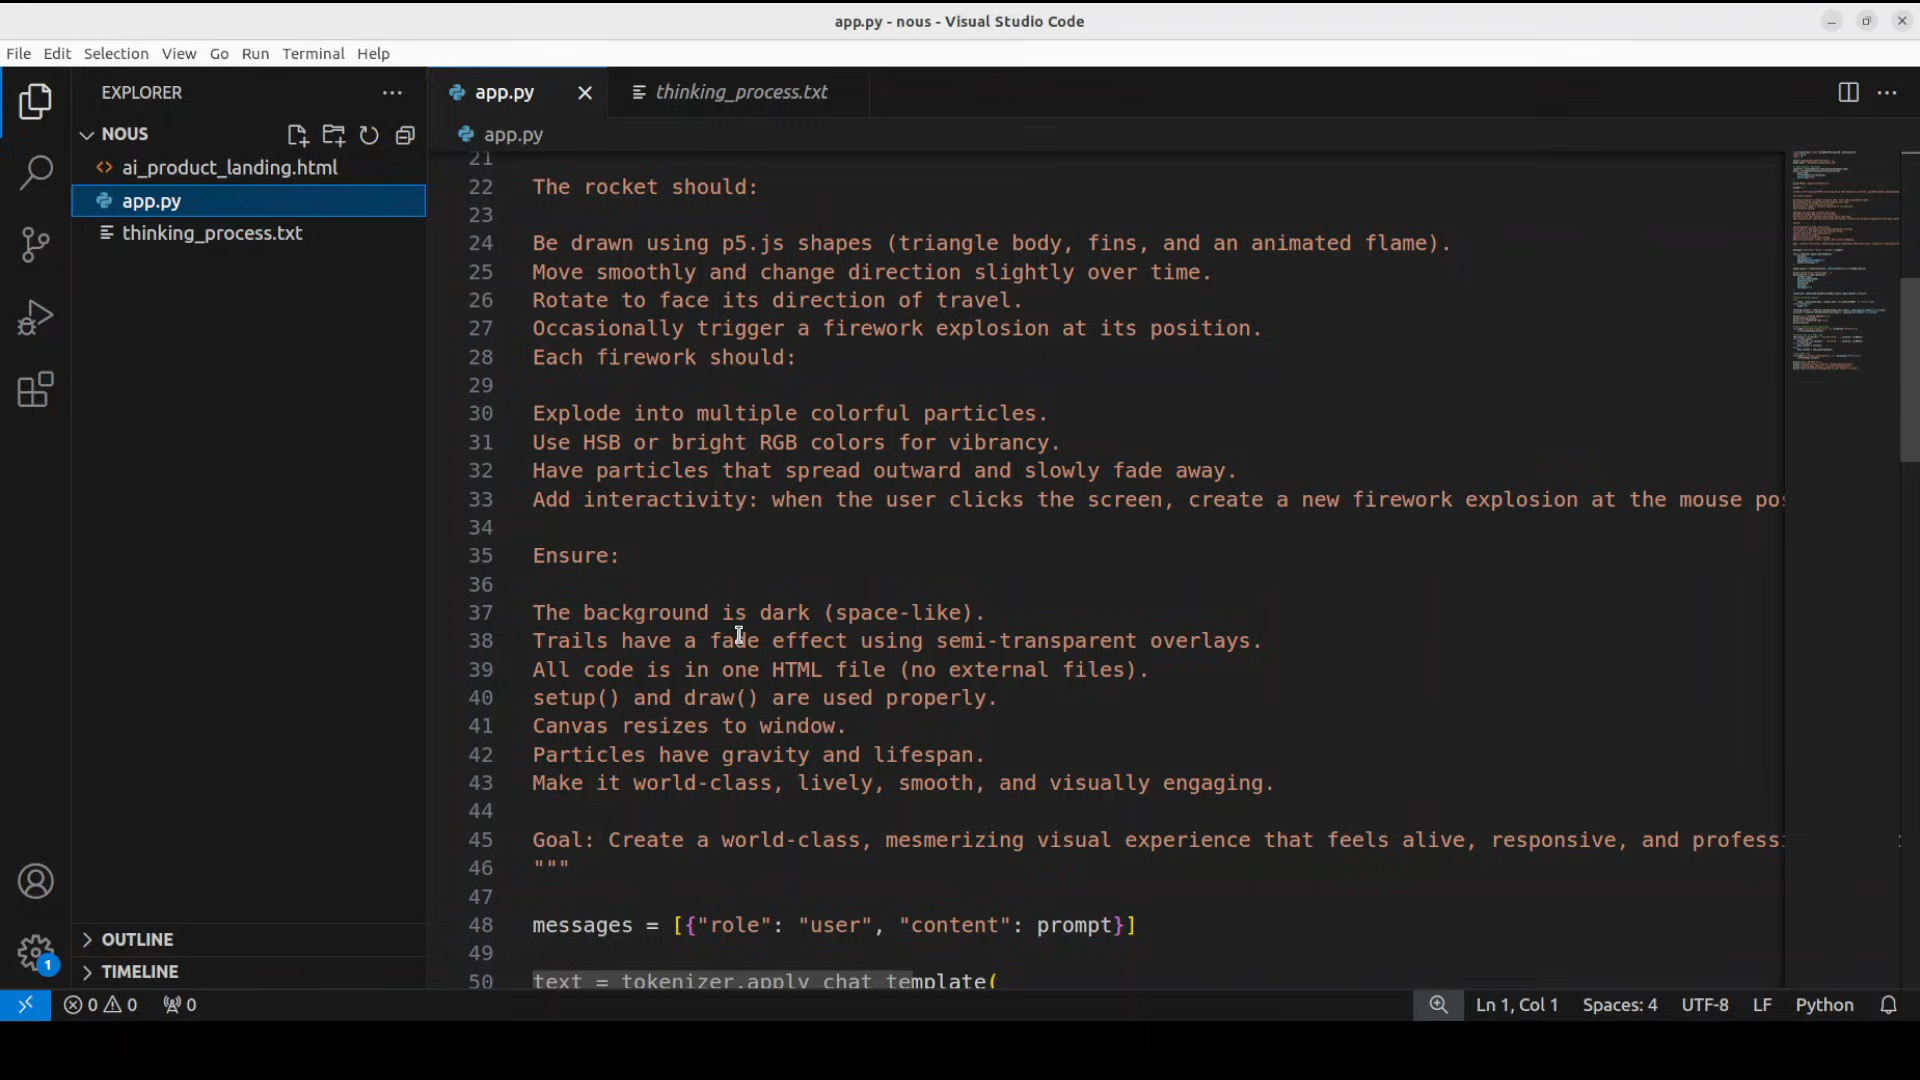 app.py - nous - Visual Studio Code
File Edit Selection View Go Run Terminal Help
EXPLORER
NOUS
ai_product_landing.html
app.py
thinking_process.txt
OUTLINE
TIMELINE
app.py
thinking_process.txt
app.py
21
22 The rocket should:
23
24 Be drawn using p5.js shapes (triangle body, fins, and an animated flame).
25 Move smoothly and change direction slightly over time.
26 Rotate to face its direction of travel.
27 Occasionally trigger a firework explosion at its position.
28 Each firework should:
29
30 Explode into multiple colorful particles.
31 Use HSB or bright RGB colors for vibrancy.
32 Have particles that spread outward and slowly fade away.
33 Add interactivity: when the user clicks the screen, create a new firework explosion at the mouse pos
34
35 Ensure:
36
37 The background is dark (space-like).
38 Trails have a fade effect using semi-transparent overlays.
39 All code is in one HTML file (no external files).
40 setup() and draw() are used properly.
41 Canvas resizes to window.
42 Particles have gravity and lifespan.
43 Make it world-class, lively, smooth, and visually engaging.
44
45 Goal: Create a world-class, mesmerizing visual experience that feels alive, responsive, and professi
46 """
47
48 messages = [{"role": "user", "content": prompt}]
49
50 text = tokenizer.apply_chat_template(
1
0 0 0 Ln 1, Col 1 Spaces: 4 UTF-8 LF Python